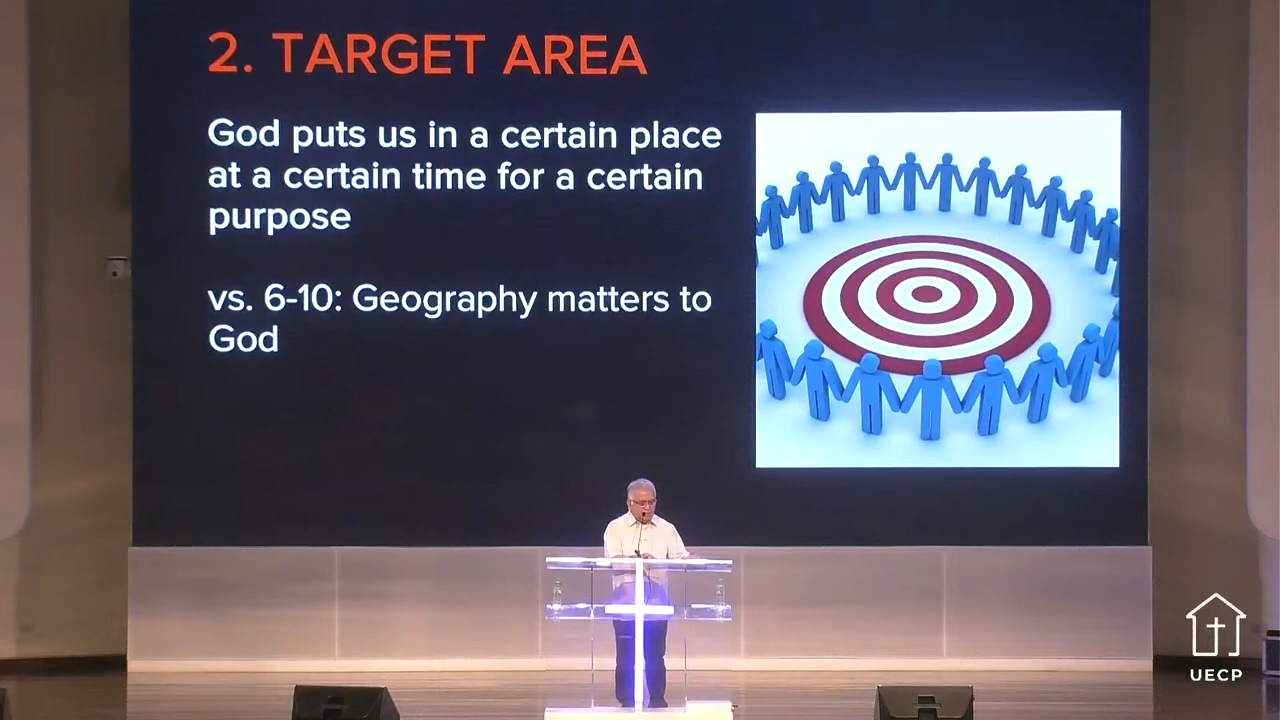 2. TARGET AREA
God puts us in a certain place
at a certain time for a certain
purpose
vs. 6-10: Geography matters to
God
UECP